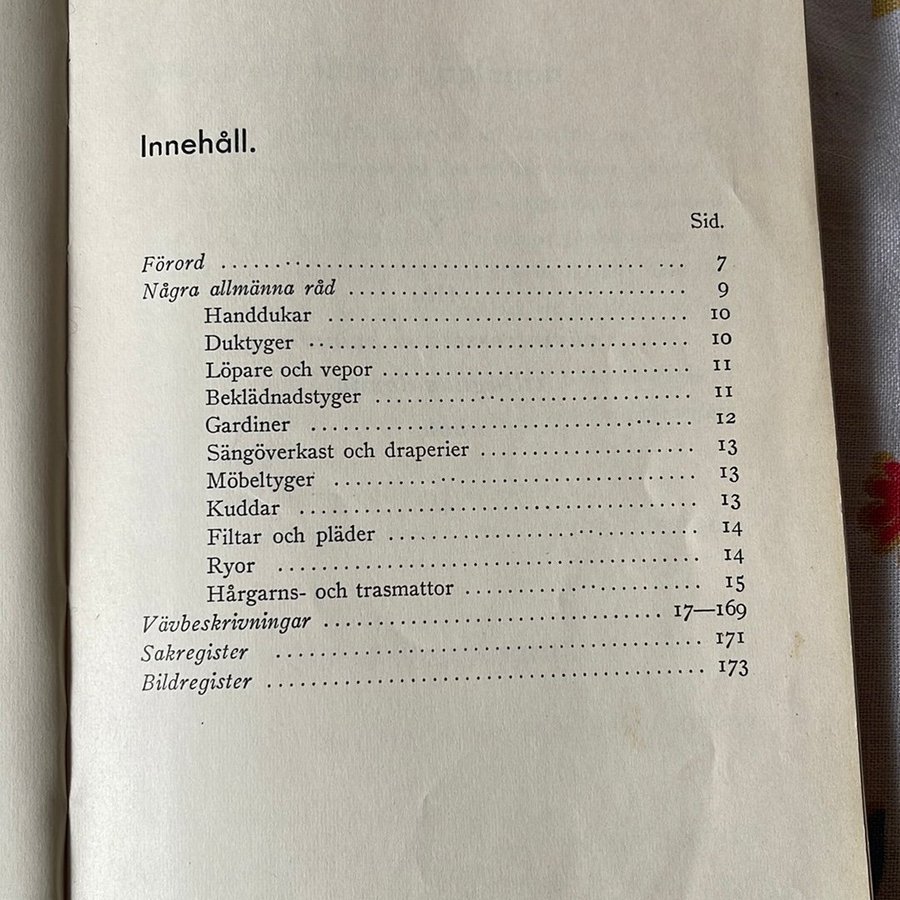 Innehåll.
Sid.
Förord ................................................ 7
Några allmänna råd ................................... 9
Handdukar ..................................... 10
Duktyger ...................................... 10
Löpare och vepor .............................. 11
Beklädnadstyger ............................... 11
Gardiner ...................................... 12
Sängöverkast och draperier .................... 13
Möbeltyger .................................... 13
Kuddar ........................................ 13
Filtar och pläder ............................. 14
Ryor .......................................... 14
Hårgarns- och trasmattor ...................... 15
Vävbeskrivningar ................................ 17—169
Sakregister .......................................... 171
Bildregister ......................................... 173